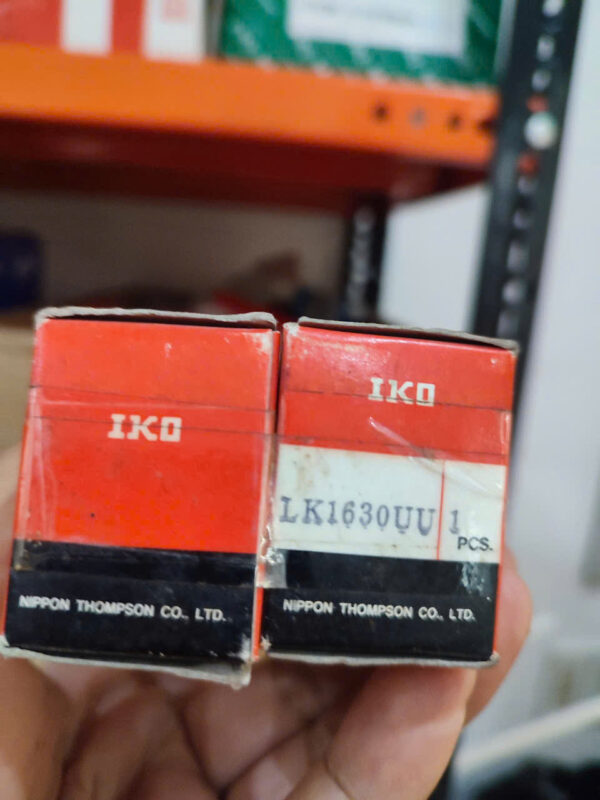 IKO
NIPPON THOMPSON CO., LTD.
IKO
LK1630UU 1
PCS.
NIPPON THOMPSON CO., LTD.